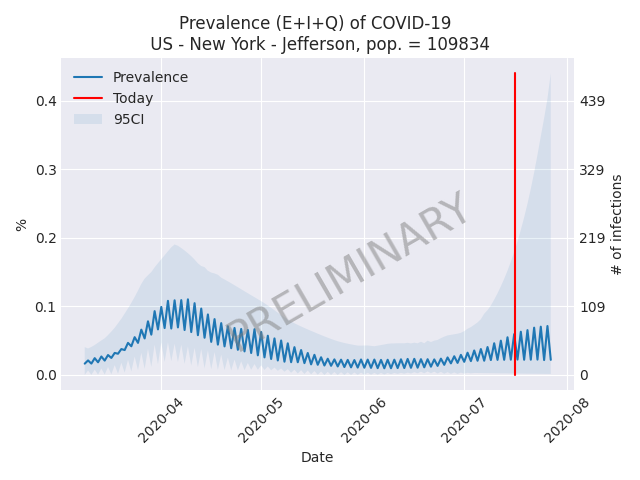 Prevalence (E+I+Q) of COVID-19
US - New York - Jefferson, pop. = 109834
Prevalence
Today
95CI
0.4
0.3
0.2
0.1
0.0
%
439
329
219
109
0
# of infections
PRELIMINARY
2020-04
2020-05
2020-06
2020-07
2020-08
Date